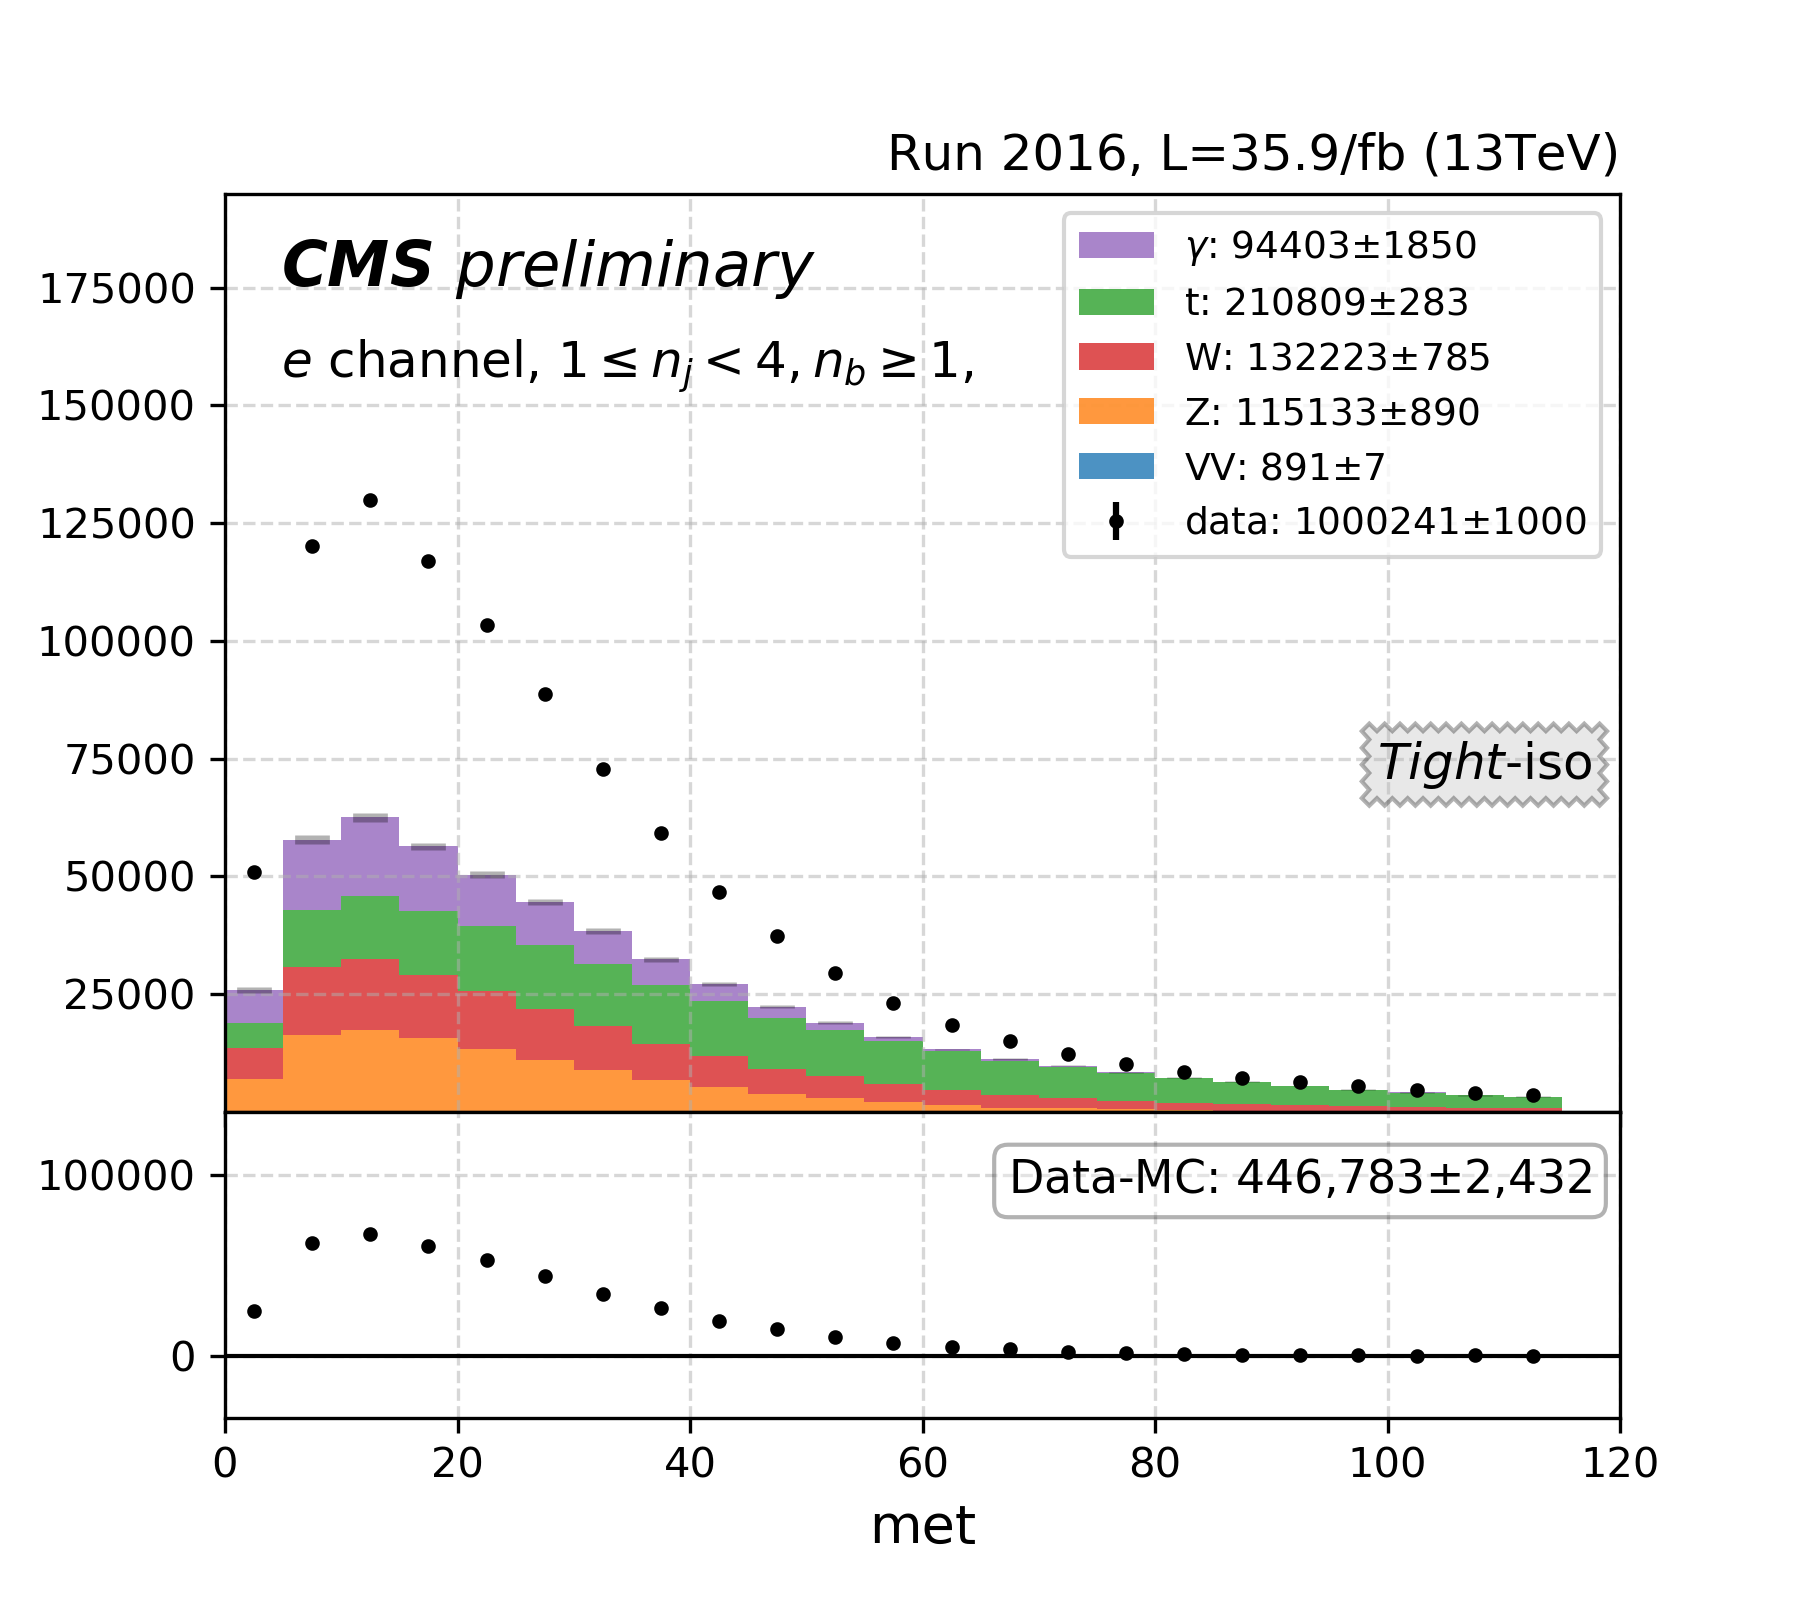 Run 2016, L=35.9/fb (13TeV)
CMS preliminary
e channel, 1 ≤ n_j < 4, n_b ≥ 1,
γ: 94403±1850
t: 210809±283
W: 132223±785
Z: 115133±890
VV: 891±7
data: 1000241±1000
175000
150000
125000
100000
75000
50000
25000
Tight-iso
Data-MC: 446,783±2,432
100000
0
0 20 40 60 80 100 120
met